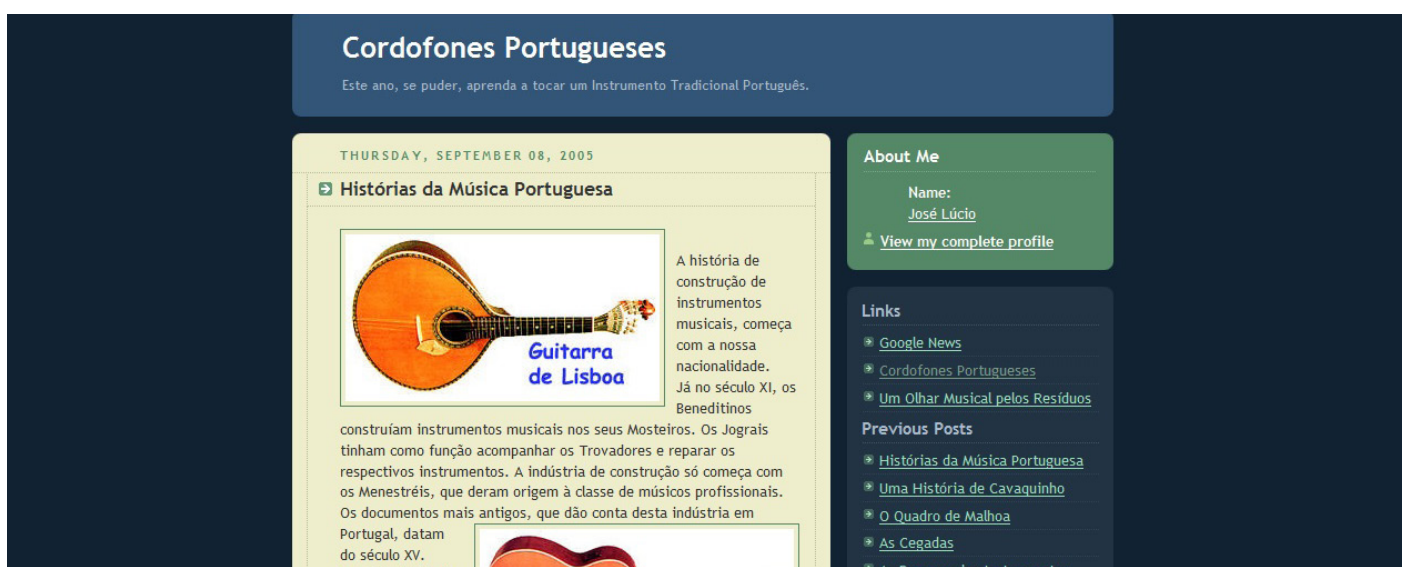 Cordofones Portugueses
Este ano, se puder, aprenda a tocar um Instrumento Tradicional Português.
THURSDAY, SEPTEMBER 08, 2005
Histórias da Música Portuguesa
Guitarra
de Lisboa
A história de
construção de
instrumentos
musicais, começa
com a nossa
nacionalidade.
Já no século XI, os
Beneditinos
construíam instrumentos musicais nos seus Mosteiros. Os Jograis
tinham como função acompanhar os Trovadores e reparar os
respectivos instrumentos. A indústria de construção só começa com
os Menestréis, que deram origem à classe de músicos profissionais.
Os documentos mais antigos, que dão conta desta indústria em
Portugal, datam
do século XV.
About Me
Name:
José Lúcio
View my complete profile
Links
Google News
Cordofones Portugueses
Um Olhar Musical pelos Resíduos
Previous Posts
Histórias da Música Portuguesa
Uma História de Cavaquinho
O Quadro de Malhoa
As Cegadas